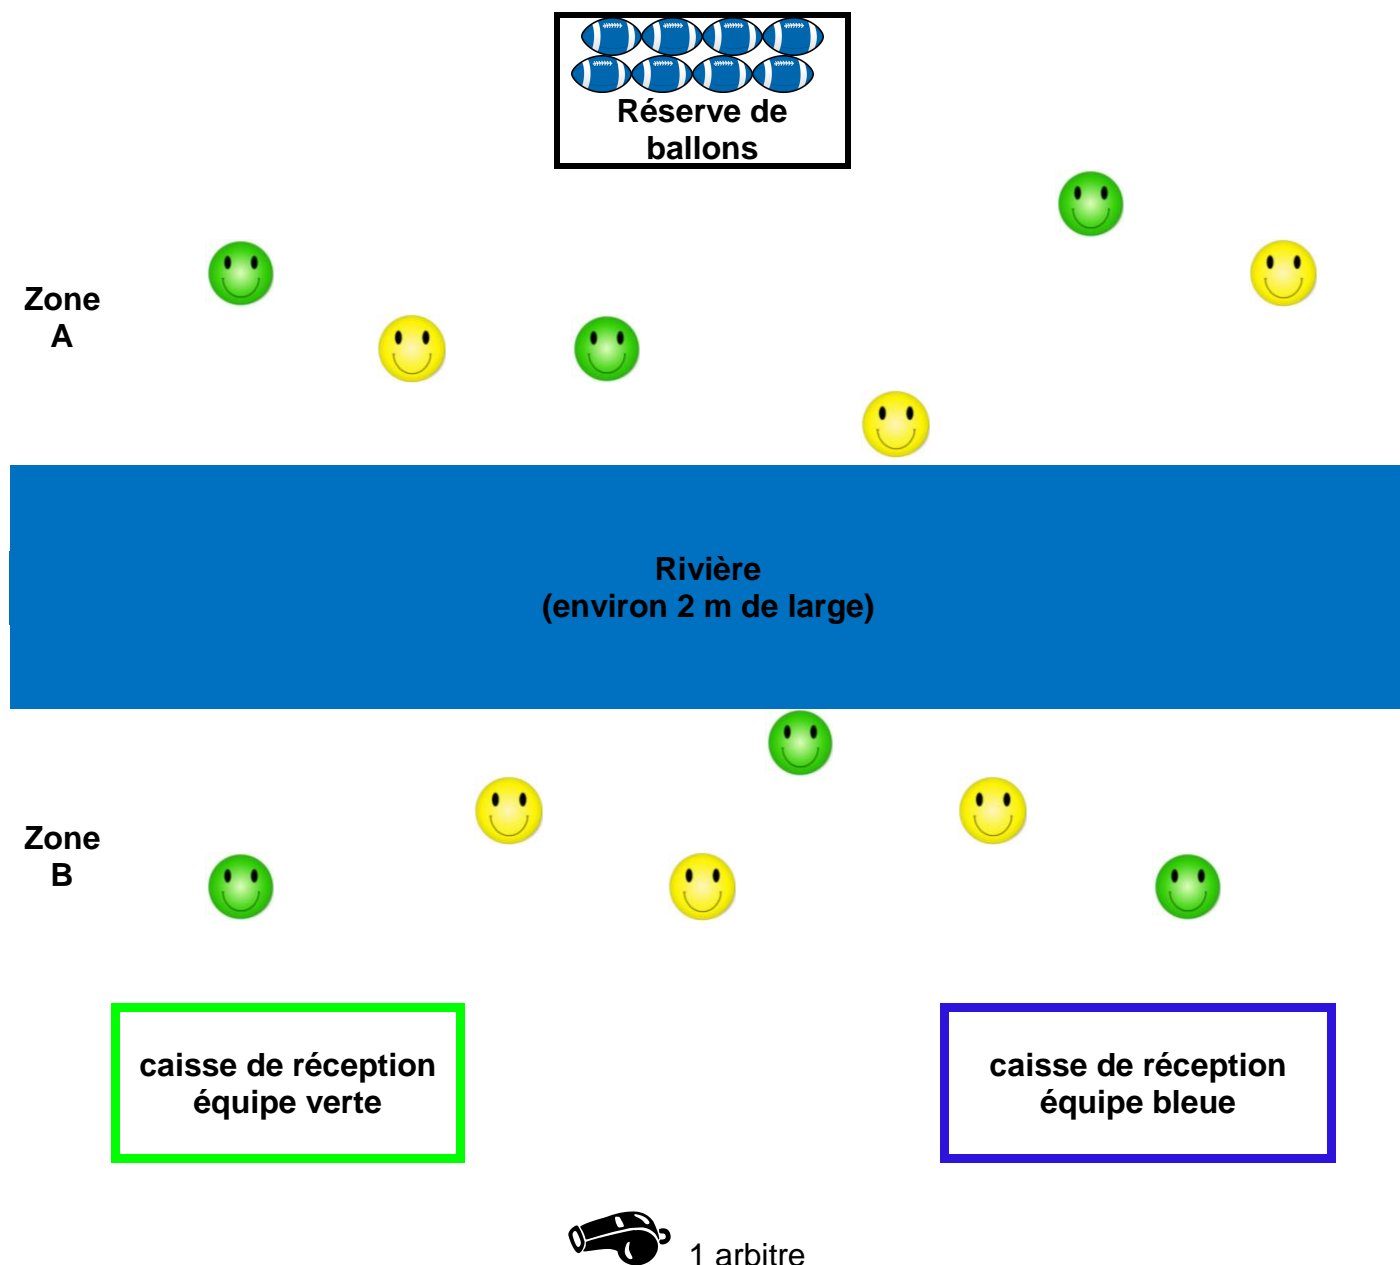 Réserve de
ballons
Zone
A
Rivière
(environ 2 m de large)
Zone
B
caisse de réception
équipe verte
caisse de réception
équipe bleue
1 arbitre